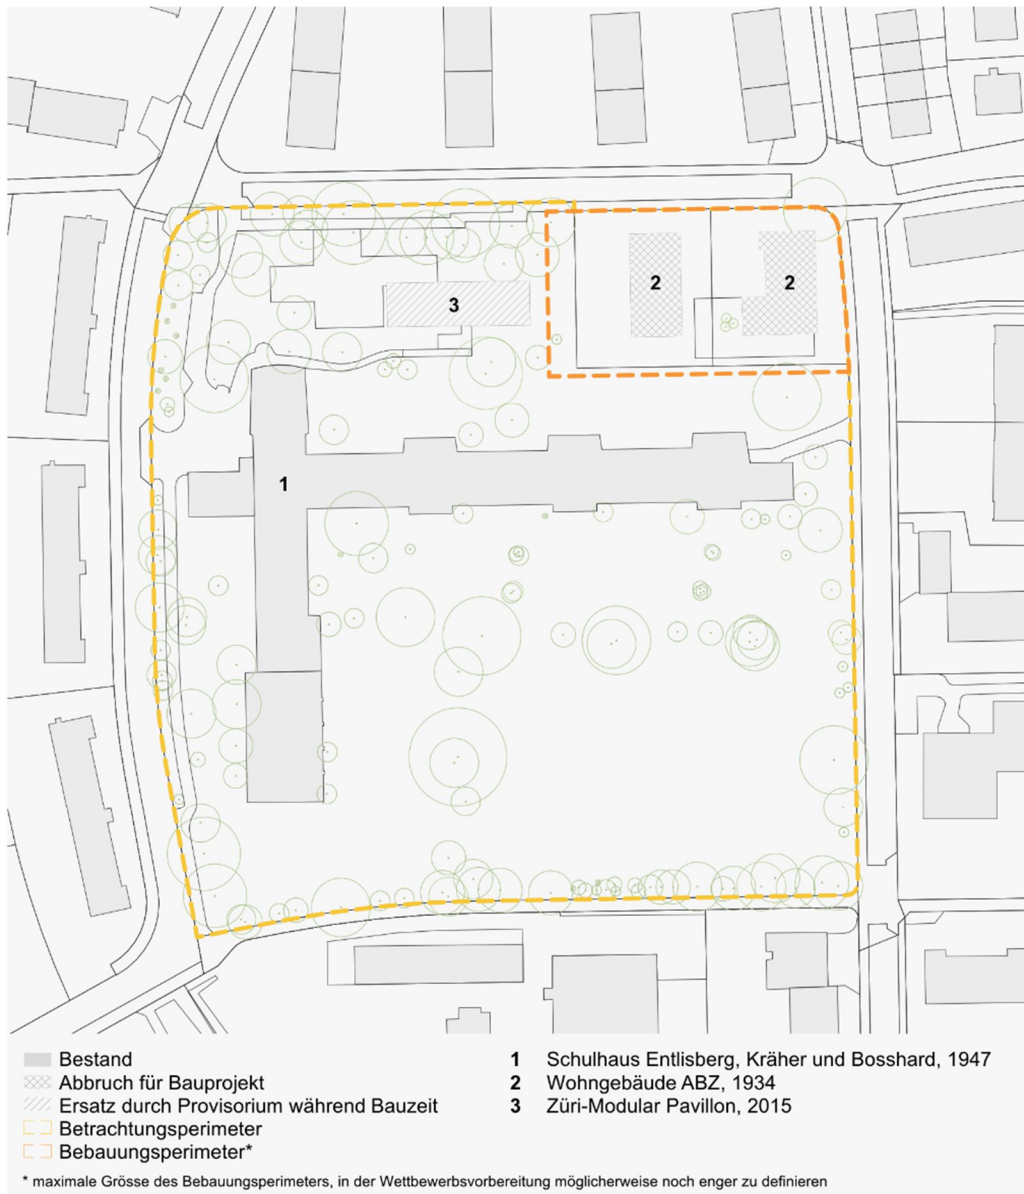 2
2
3
1
Bestand
Abbruch für Bauprojekt
Ersatz durch Provisorium während Bauzeit
Betrachtungsperimeter
Bebauungsperimeter*
1 Schulhaus Entlisberg, Kräher und Bosshard, 1947
2 Wohngebäude ABZ, 1934
3 Züri-Modular Pavillon, 2015
* maximale Grösse des Bebauungsperimeters, in der Wettbewerbsvorbereitung möglicherweise noch enger zu definieren